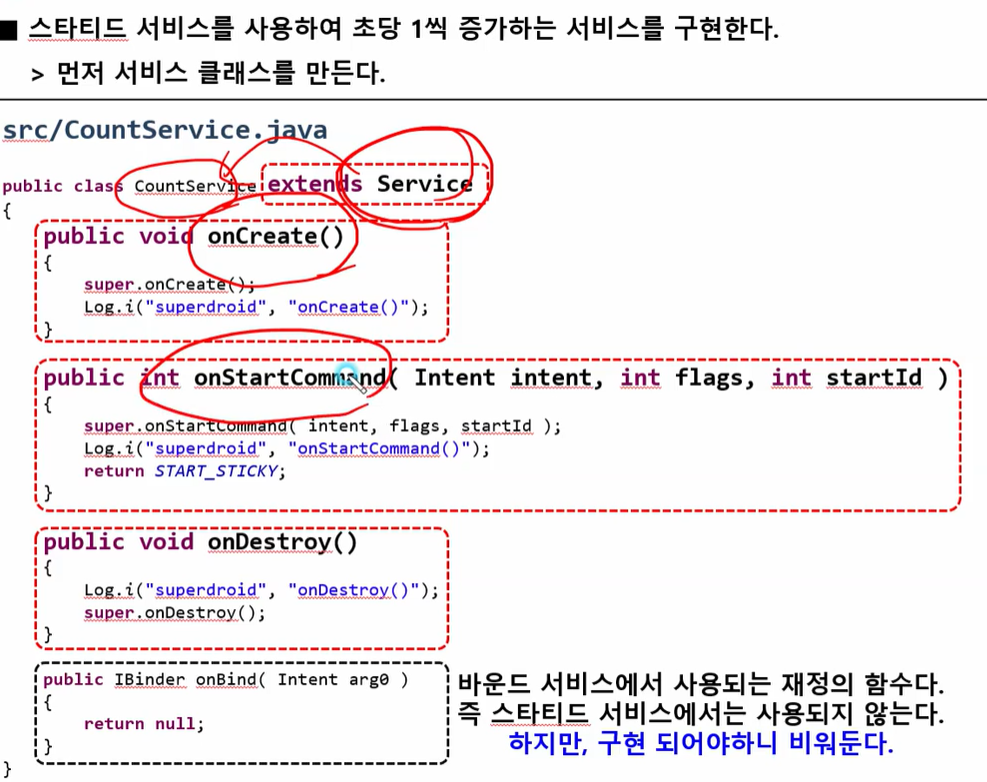 ■ 스타티드 서비스를 사용하여 초당 1씩 증가하는 서비스를 구현한다.
> 먼저 서비스 클래스를 만든다.
src/CountService.java
public class CountService extends Service
{
public void onCreate()
{
super.onCreate();
Log.i("superdroid", "onCreate()");
}
public int onStartCommand( Intent intent, int flags, int startId )
{
super.onStartCommand( intent, flags, startId );
Log.i("superdroid", "onStartCommand()");
return START_STICKY;
}
public void onDestroy()
{
Log.i("superdroid", "onDestroy()");
super.onDestroy();
}
public IBinder onBind( Intent arg0 )
{
return null;
}
바운드 서비스에서 사용되는 재정의 함수다.
즉 스타티드 서비스에서는 사용되지 않는다.
하지만, 구현 되어야하니 비워둔다.
}